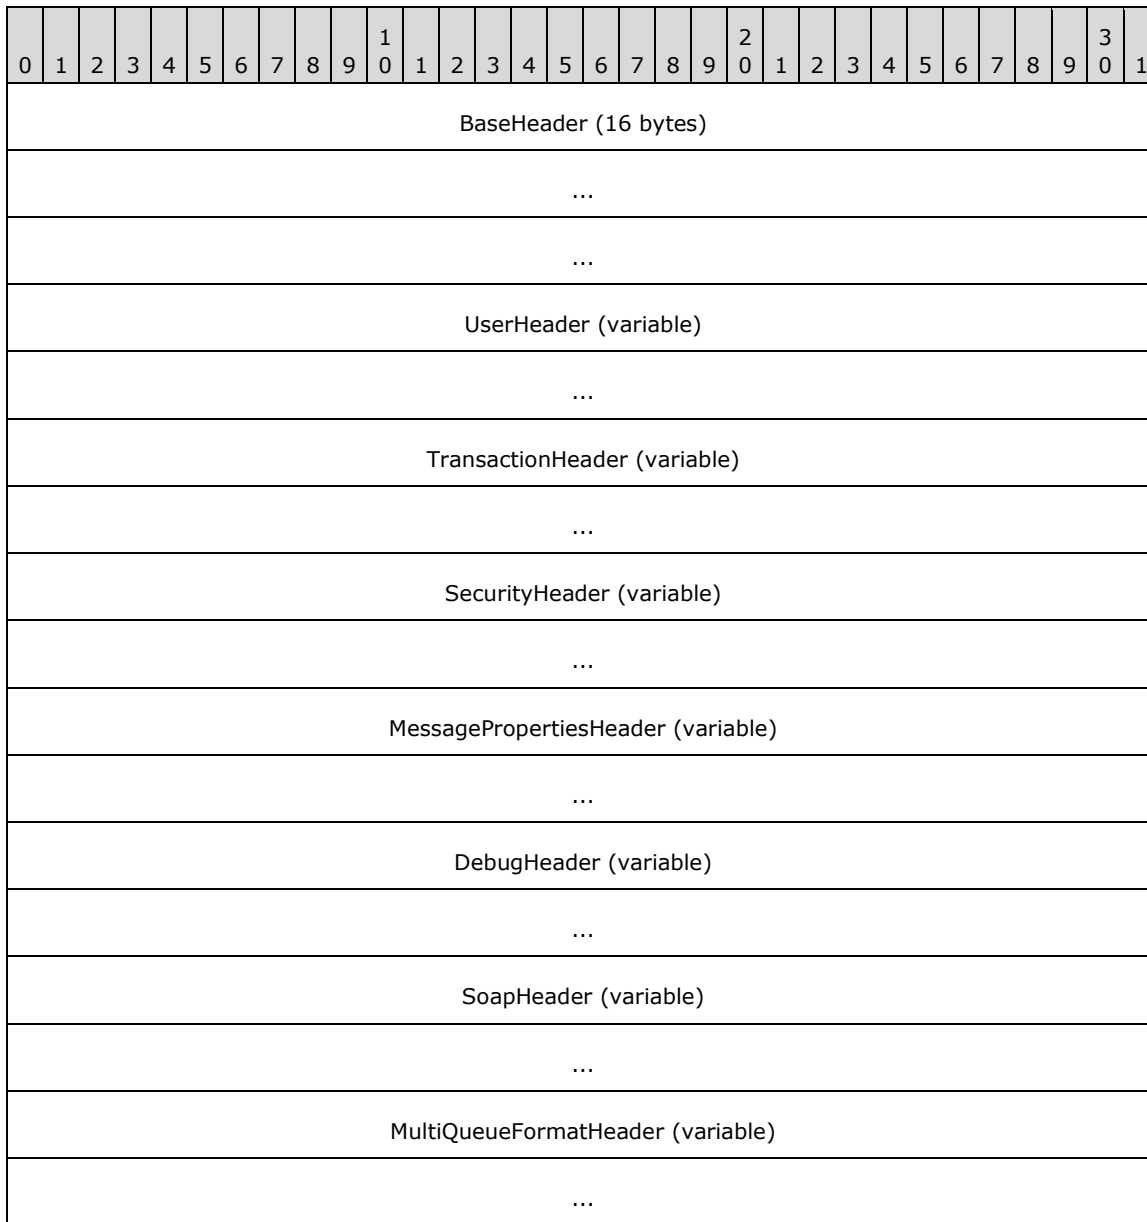 1 2 3
0 1 2 3 4 5 6 7 8 9 0 1 2 3 4 5 6 7 8 9 0 1 2 3 4 5 6 7 8 9 0 1
BaseHeader (16 bytes)
...
...
UserHeader (variable)
...
TransactionHeader (variable)
...
SecurityHeader (variable)
...
MessagePropertiesHeader (variable)
...
DebugHeader (variable)
...
SoapHeader (variable)
...
MultiQueueFormatHeader (variable)
...